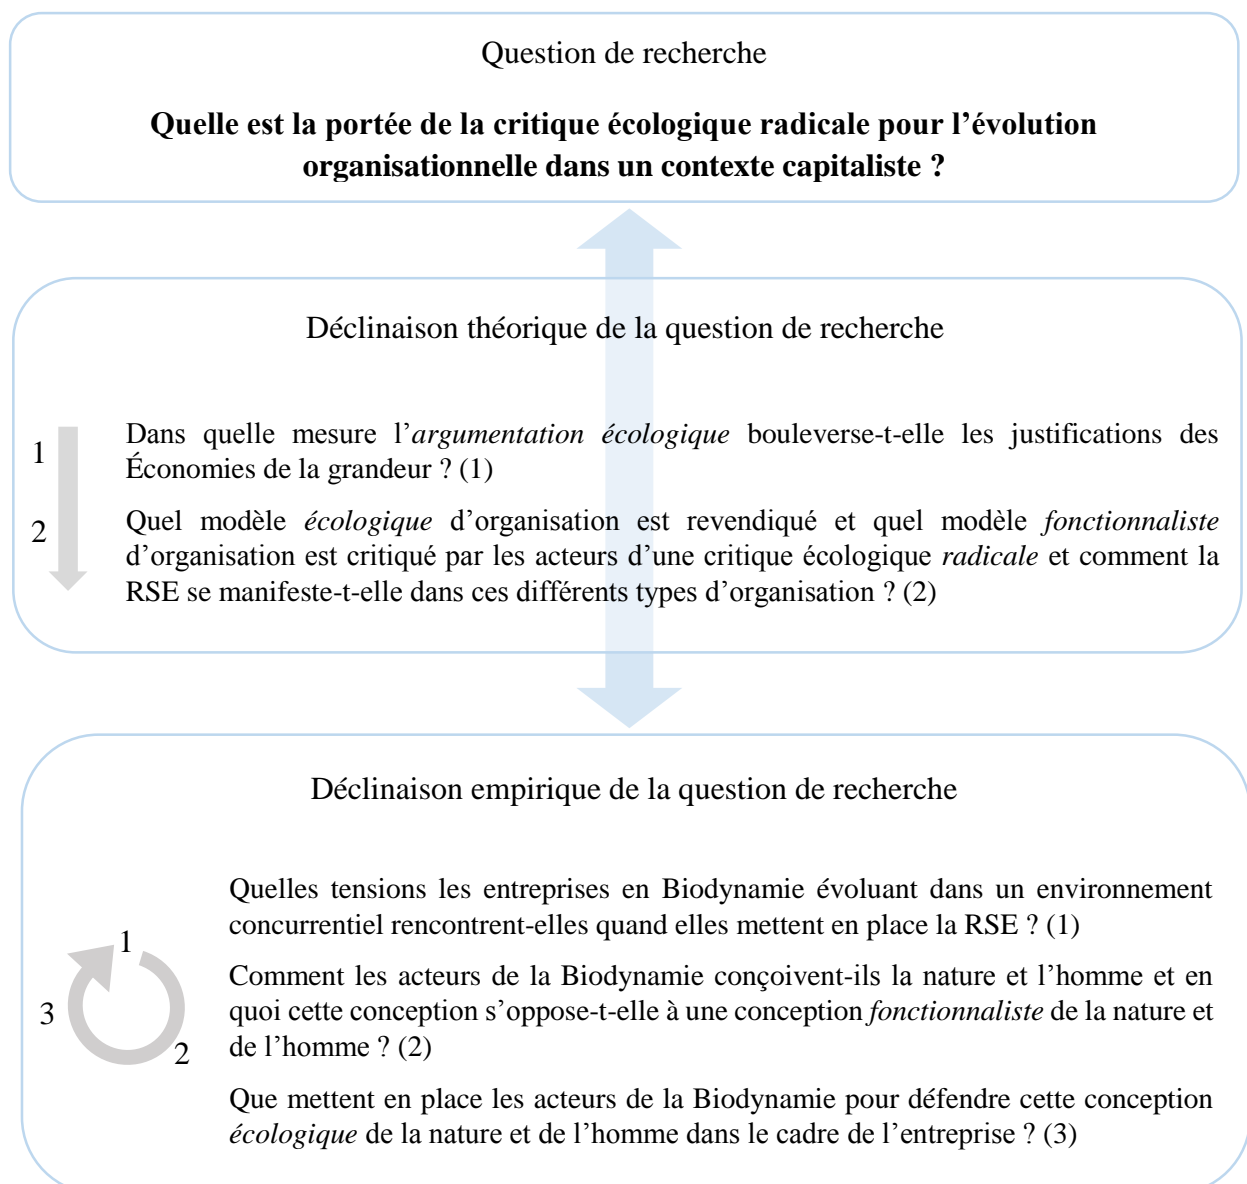 Question de recherche
Quelle est la portée de la critique écologique radicale pour l’évolution
organisationnelle dans un contexte capitaliste ?
Déclinaison théorique de la question de recherche
1
Dans quelle mesure l’argumentation écologique bouleverse-t-elle les justifications des
Économies de la grandeur ? (1)
2
Quel modèle écologique d’organisation est revendiqué et quel modèle fonctionnaliste
d’organisation est critiqué par les acteurs d’une critique écologique radicale et comment la
RSE se manifeste-t-elle dans ces différents types d’organisation ? (2)
Déclinaison empirique de la question de recherche
1
2
3
Quelles tensions les entreprises en Biodynamie évoluant dans un environnement
concurrentiel rencontrent-elles quand elles mettent en place la RSE ? (1)
Comment les acteurs de la Biodynamie conçoivent-ils la nature et l’homme et en
quoi cette conception s’oppose-t-elle à une conception fonctionnaliste de la nature et
de l’homme ? (2)
Que mettent en place les acteurs de la Biodynamie pour défendre cette conception
écologique de la nature et de l’homme dans le cadre de l’entreprise ? (3)